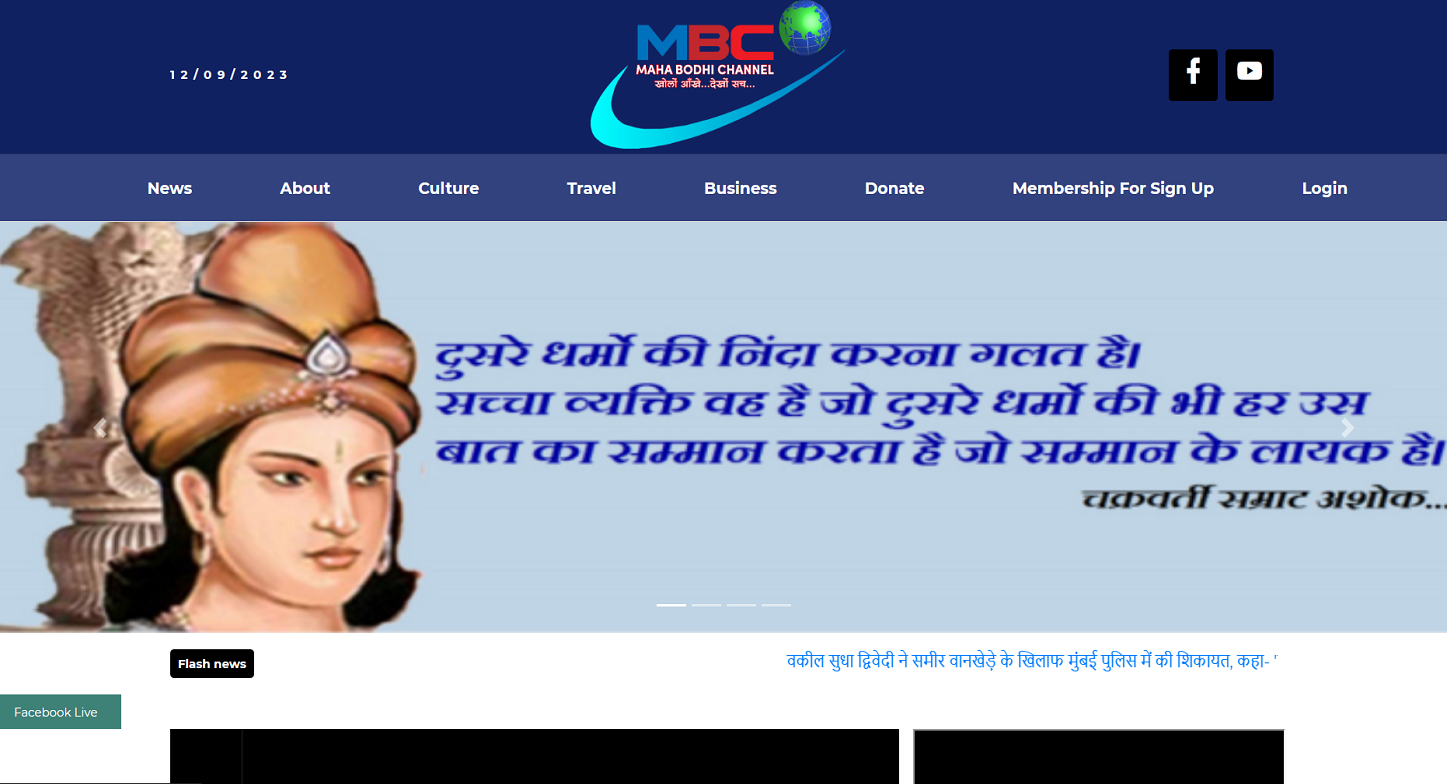 12/09/2023
MBC
MAHA BODHI CHANNEL
खोलों आँखे...देखों सच...
News About Culture Travel Business Donate Membership For Sign Up Login
दुसरे धर्मो की निंदा करना गलत है।
सच्चा व्यक्ति वह है जो दुसरे धर्मो की भी हर उस
बात का सम्मान करता है जो सम्मान के लायक है।
चक्रवर्ती सम्राट अशोक...
Flash news
वकील सुधा द्विवेदी ने समीर वानखेड़े के खिलाफ मुंबई पुलिस में की शिकायत, कहा- '
Facebook Live